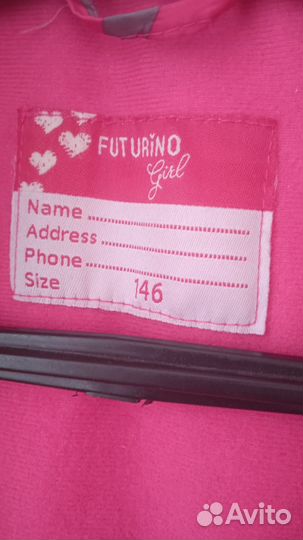 FUTURINO
Girl
Name ....................
Address ....................
Phone ....................
Size 146
Avito